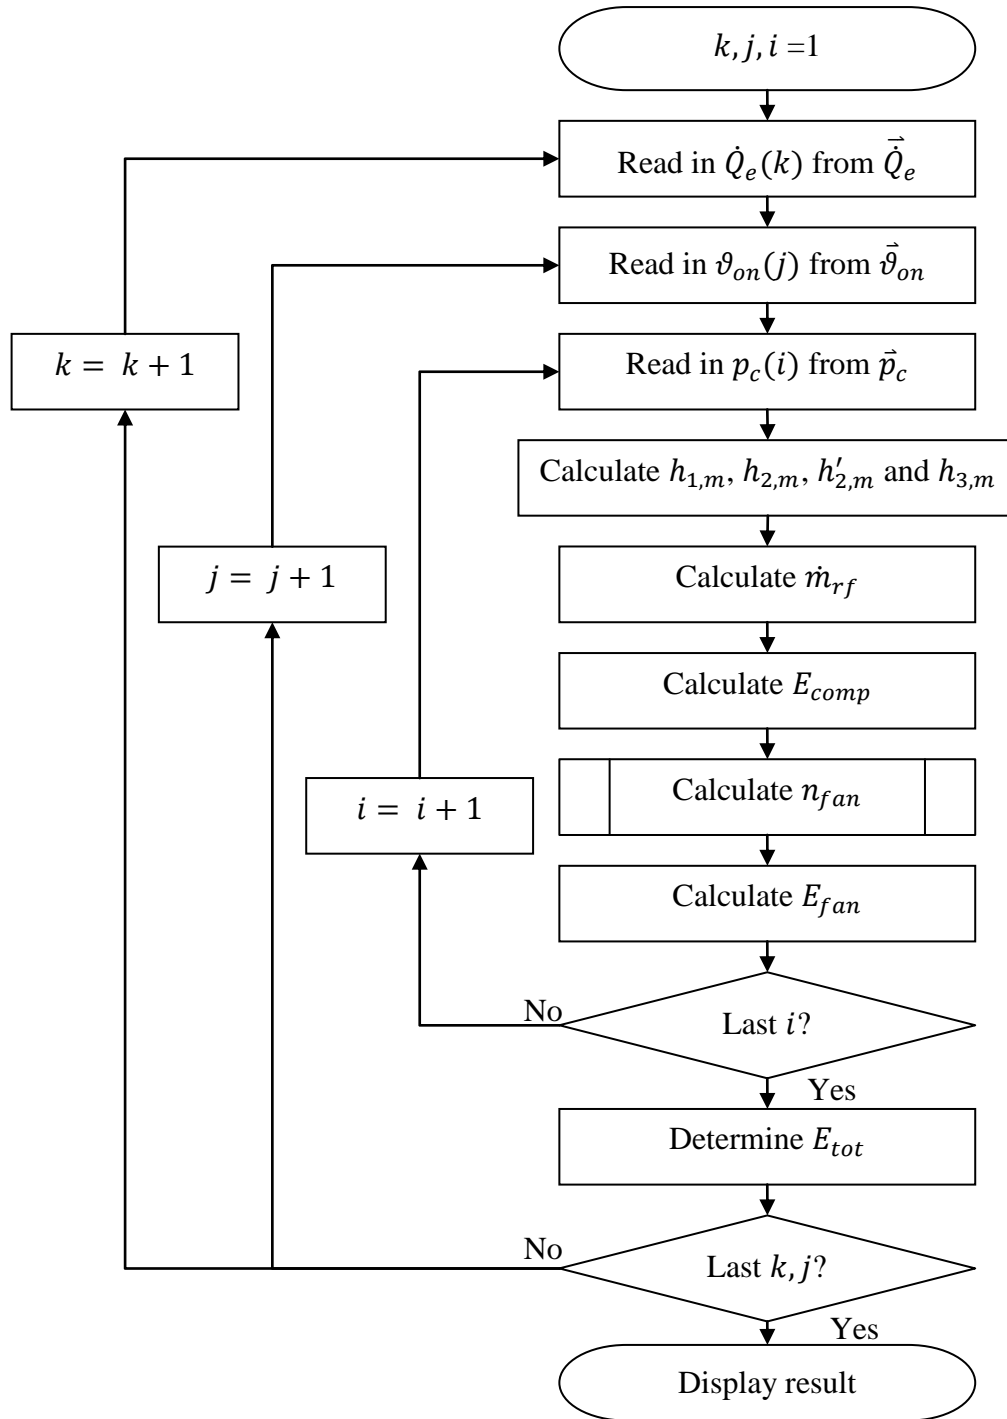 k, j, i =1
Read in Q̇ₑ(k) from Q̇⃗ₑ
Read in ϑ_on(j) from ϑ⃗_on
k = k + 1
Read in p_c(i) from p⃗_c
Calculate h_1,m, h_2,m, h′_2,m and h_3,m
j = j + 1
Calculate ṁ_rf
Calculate E_comp
i = i + 1
Calculate n_fan
Calculate E_fan
No
Last i?
Yes
Determine E_tot
No
Last k, j?
Yes
Display result